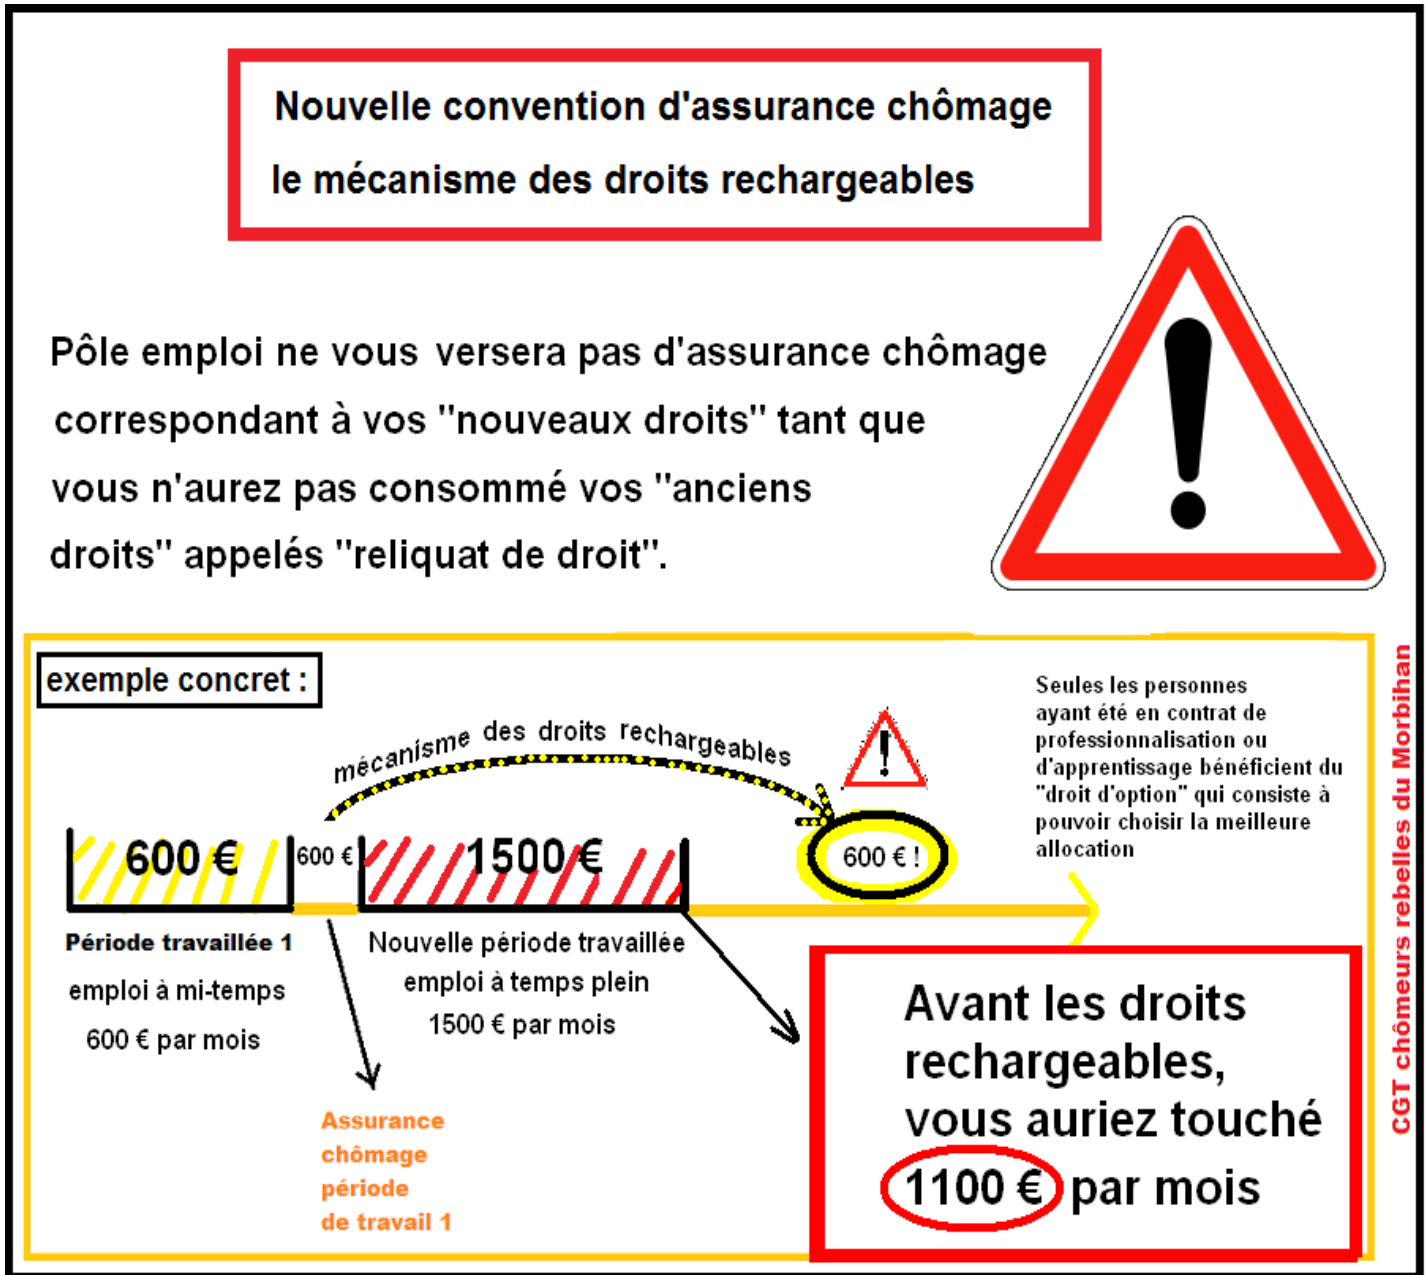 Nouvelle convention d'assurance chômage
le mécanisme des droits rechargeables
Pôle emploi ne vous versera pas d'assurance chômage
correspondant à vos "nouveaux droits" tant que
vous n'aurez pas consommé vos "anciens
droits" appelés "reliquat de droit".
exemple concret :
mécanisme des droits rechargeables
!
Seules les personnes
ayant été en contrat de
professionnalisation ou
d'apprentissage bénéficient du
"droit d'option" qui consiste à
pouvoir choisir la meilleure
allocation
600 €
600 €
1500 €
600 € !
Période travaillée 1
emploi à mi-temps
600 € par mois
Nouvelle période travaillée
emploi à temps plein
1500 € par mois
Assurance
chômage
période
de travail 1
Avant les droits
rechargeables,
vous auriez touché
1100 € par mois
CGT chômeurs rebelles du Morbihan